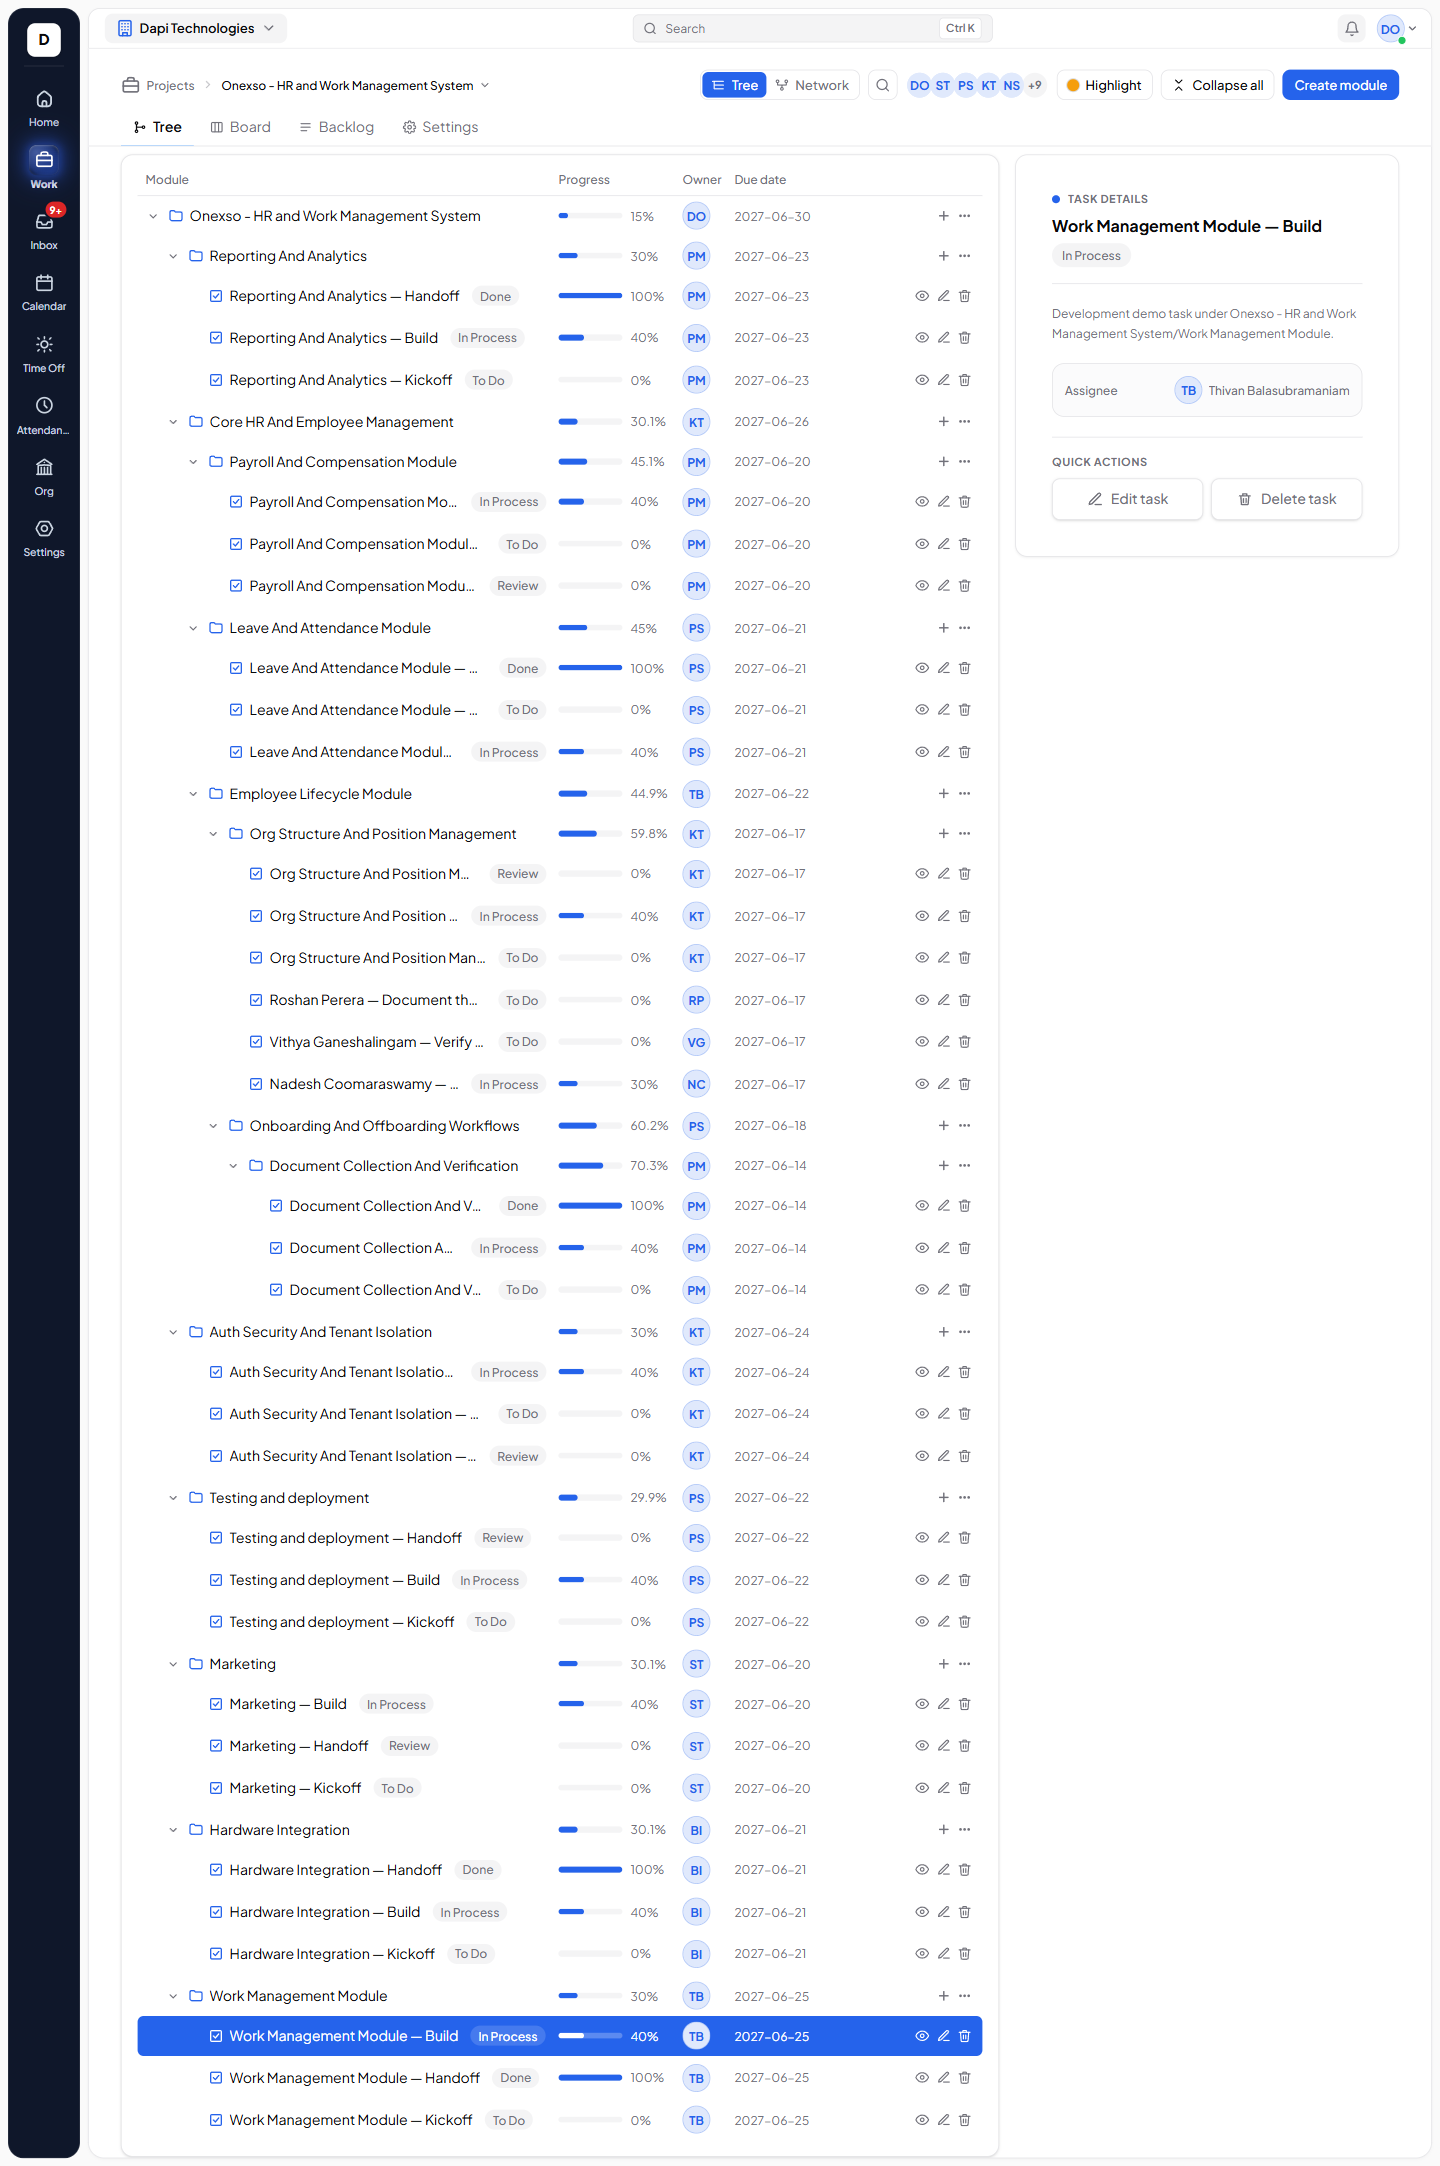 D
Dapi Technologies
Search
Ctrl K
DO
Home
Work
9+
Inbox
Calendar
Time Off
Attendan...
Org
Settings
Projects
Onexso - HR and Work Management System
Tree
Network
DO ST PS KT NS +9
Highlight
Collapse all
Create module
Tree
Board
Backlog
Settings
Module Progress Owner Due date
Onexso - HR and Work Management System 15% DO 2027-06-30
Reporting And Analytics 30% PM 2027-06-23
Reporting And Analytics — Handoff Done 100% PM 2027-06-23
Reporting And Analytics — Build In Process 40% PM 2027-06-23
Reporting And Analytics — Kickoff To Do 0% PM 2027-06-23
Core HR And Employee Management 30.1% KT 2027-06-26
Payroll And Compensation Module 45.1% PM 2027-06-20
Payroll And Compensation Mo... In Process 40% PM 2027-06-20
Payroll And Compensation Modul... To Do 0% PM 2027-06-20
Payroll And Compensation Modu... Review 0% PM 2027-06-20
Leave And Attendance Module 45% PS 2027-06-21
Leave And Attendance Module — ... Done 100% PS 2027-06-21
Leave And Attendance Module — ... To Do 0% PS 2027-06-21
Leave And Attendance Modul... In Process 40% PS 2027-06-21
Employee Lifecycle Module 44.9% TB 2027-06-22
Org Structure And Position Management 59.8% KT 2027-06-17
Org Structure And Position M... Review 0% KT 2027-06-17
Org Structure And Position ... In Process 40% KT 2027-06-17
Org Structure And Position Man... To Do 0% KT 2027-06-17
Roshan Perera — Document th... To Do 0% RP 2027-06-17
Vithya Ganeshalingam — Verify ... To Do 0% VG 2027-06-17
Nadesh Coomaraswamy — ... In Process 30% NC 2027-06-17
Onboarding And Offboarding Workflows 60.2% PS 2027-06-18
Document Collection And Verification 70.3% PM 2027-06-14
Document Collection And V... Done 100% PM 2027-06-14
Document Collection A... In Process 40% PM 2027-06-14
Document Collection And V... To Do 0% PM 2027-06-14
Auth Security And Tenant Isolation 30% KT 2027-06-24
Auth Security And Tenant Isolatio... In Process 40% KT 2027-06-24
Auth Security And Tenant Isolation — ... To Do 0% KT 2027-06-24
Auth Security And Tenant Isolation —... Review 0% KT 2027-06-24
Testing and deployment 29.9% PS 2027-06-22
Testing and deployment — Handoff Review 0% PS 2027-06-22
Testing and deployment — Build In Process 40% PS 2027-06-22
Testing and deployment — Kickoff To Do 0% PS 2027-06-22
Marketing 30.1% ST 2027-06-20
Marketing — Build In Process 40% ST 2027-06-20
Marketing — Handoff Review 0% ST 2027-06-20
Marketing — Kickoff To Do 0% ST 2027-06-20
Hardware Integration 30.1% BI 2027-06-21
Hardware Integration — Handoff Done 100% BI 2027-06-21
Hardware Integration — Build In Process 40% BI 2027-06-21
Hardware Integration — Kickoff To Do 0% BI 2027-06-21
Work Management Module 30% TB 2027-06-25
Work Management Module — Build In Process 40% TB 2027-06-25
Work Management Module — Handoff Done 100% TB 2027-06-25
Work Management Module — Kickoff To Do 0% TB 2027-06-25
TASK DETAILS
Work Management Module — Build
In Process
Development demo task under Onexso - HR and Work
Management System/Work Management Module.
Assignee TB Thivan Balasubramaniam
QUICK ACTIONS
Edit task
Delete task